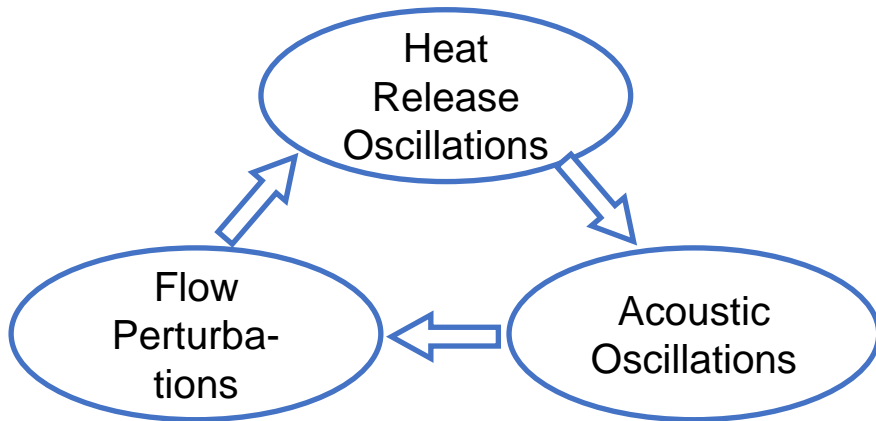 Heat
Release
Oscillations
Flow
Perturba-
tions
Acoustic
Oscillations